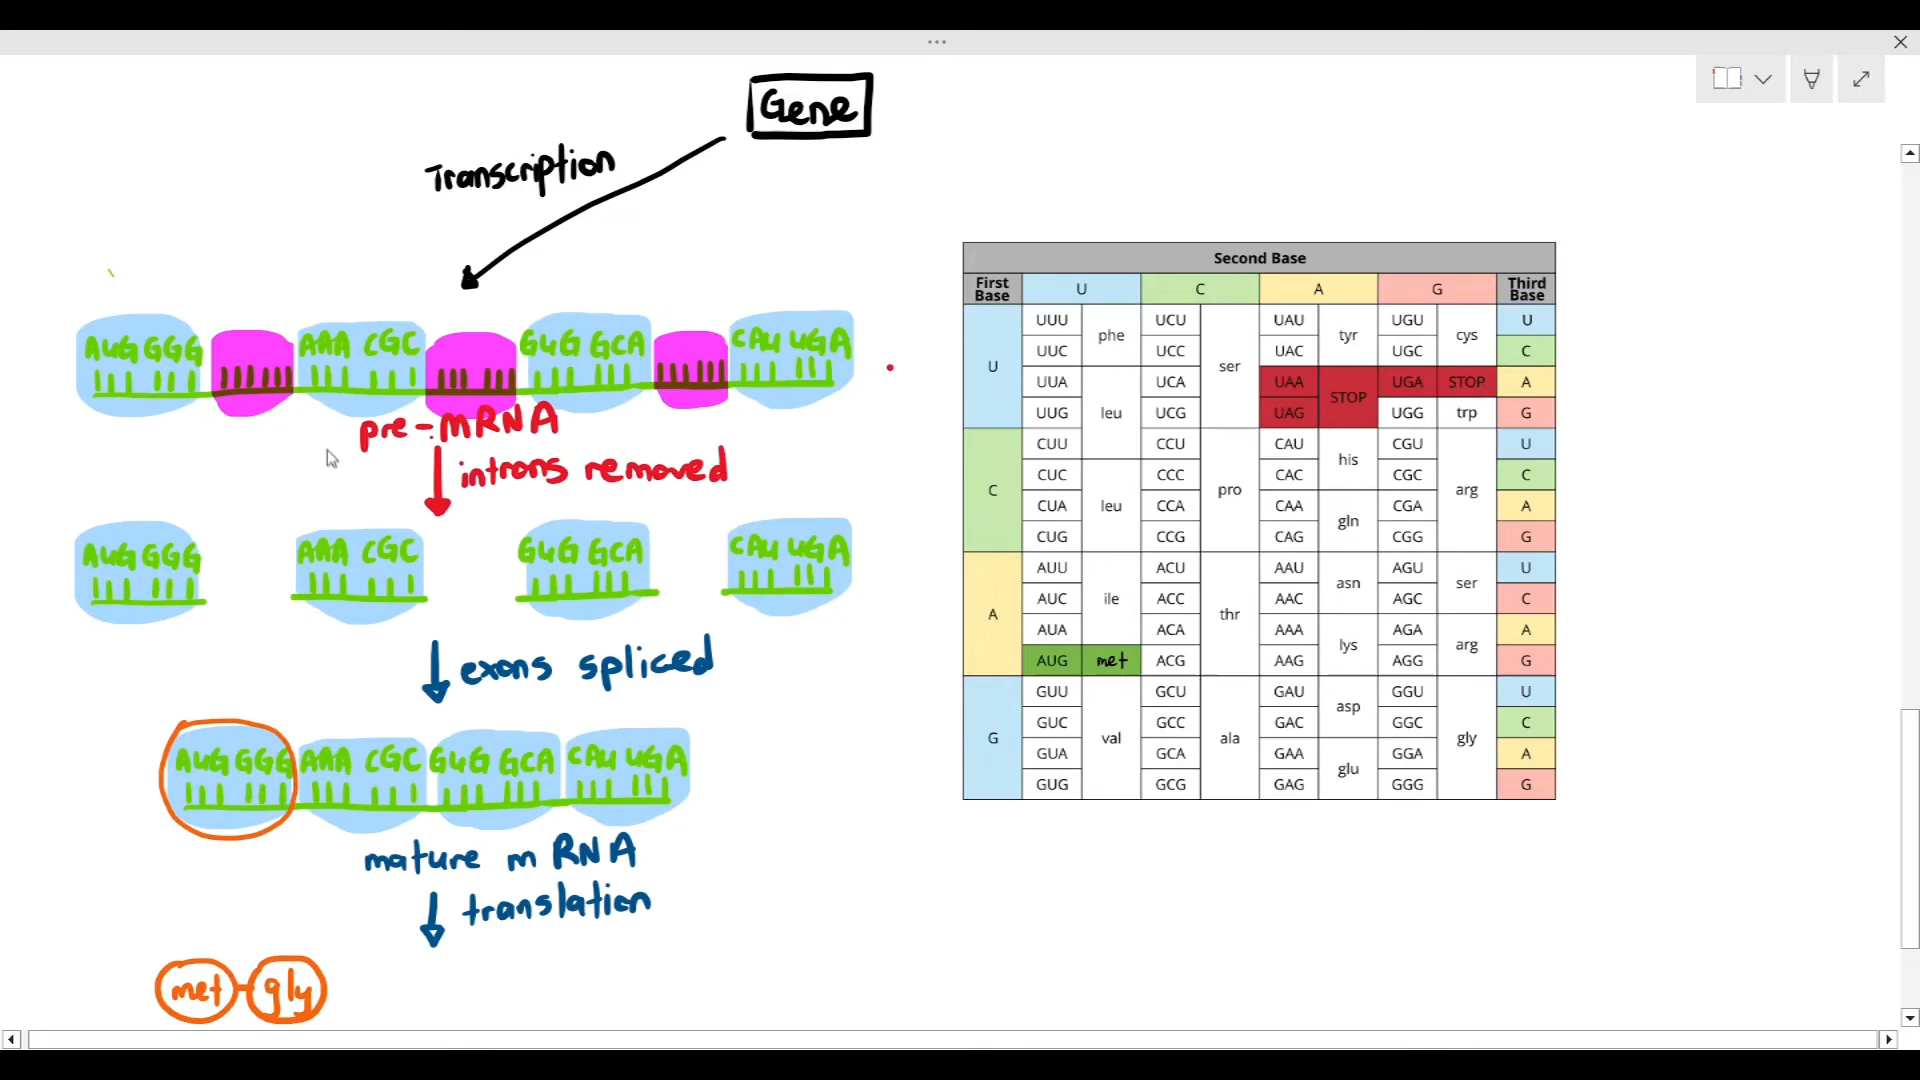 Gene
Transcription
AUG GGG AAA CGC GUG GCA CAU UGA
pre-mRNA
introns removed
AUG GGG AAA CGC GUG GCA CAU UGA
exons spliced
AUG GGG AAA CGC GUG GCA CAU UGA
mature mRNA
translation
met gly
Second Base
First Base U C A G Third Base
U UUU phe UCU ser UAU tyr UGU cys U
UUC UCC UAC UGC C
UUA leu UCA UAA STOP UGA STOP A
UUG UCG UAG UGG trp G
C CUU leu CCU pro CAU his CGU arg U
CUC CCC CAC CGC C
CUA CCA CAA gln CGA A
CUG CCG CAG CGG G
A AUU ile ACU thr AAU asn AGU ser U
AUC ACC AAC AGC C
AUA ACA AAA lys AGA arg A
AUG met ACG AAG AGG G
G GUU val GCU ala GAU asp GGU gly U
GUC GCC GAC GGC C
GUA GCA GAA glu GGA A
GUG GCG GAG GGG G